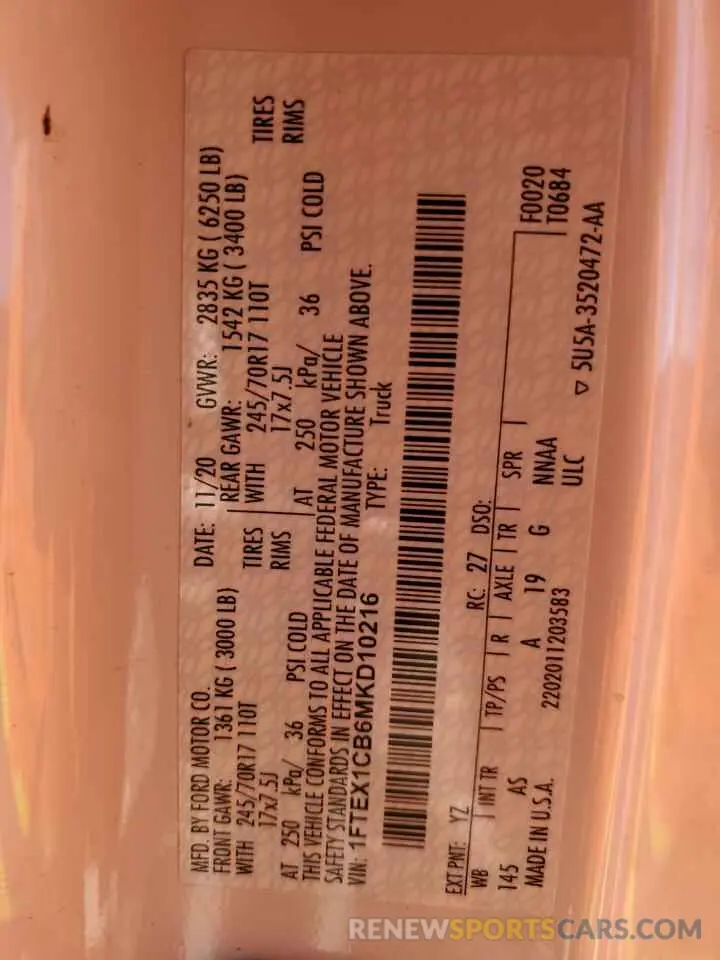 MFD. BY FORD MOTOR CO.
DATE: 11/20 GVWR: 2835 KG ( 6250 LB)
FRONT GAWR: 1361 KG ( 3000 LB)
REAR GAWR: 1542 KG ( 3400 LB)
WITH 245/70R17 110T TIRES
WITH 245/70R17 110T TIRES
17x7.5J RIMS
17x7.5J RIMS
AT 250 kPa/ 36 PSI COLD
AT 250 kPa/ 36 PSI COLD
THIS VEHICLE CONFORMS TO ALL APPLICABLE FEDERAL MOTOR VEHICLE
SAFETY STANDARDS IN EFFECT ON THE DATE OF MANUFACTURE SHOWN ABOVE.
VIN: 1FTEX1CB6MKD10216 TYPE: Truck
EXT PNT: YZ RC: 27 DSO:
WB INT TR TP/PS R AXLE TR SPR F0020
145 AS A 19 G NNAA T0684
MADE IN U.S.A. 2202011203583 ULC
▽ 5U5A-3520472-AA
RENEWSPORTSCARS.COM